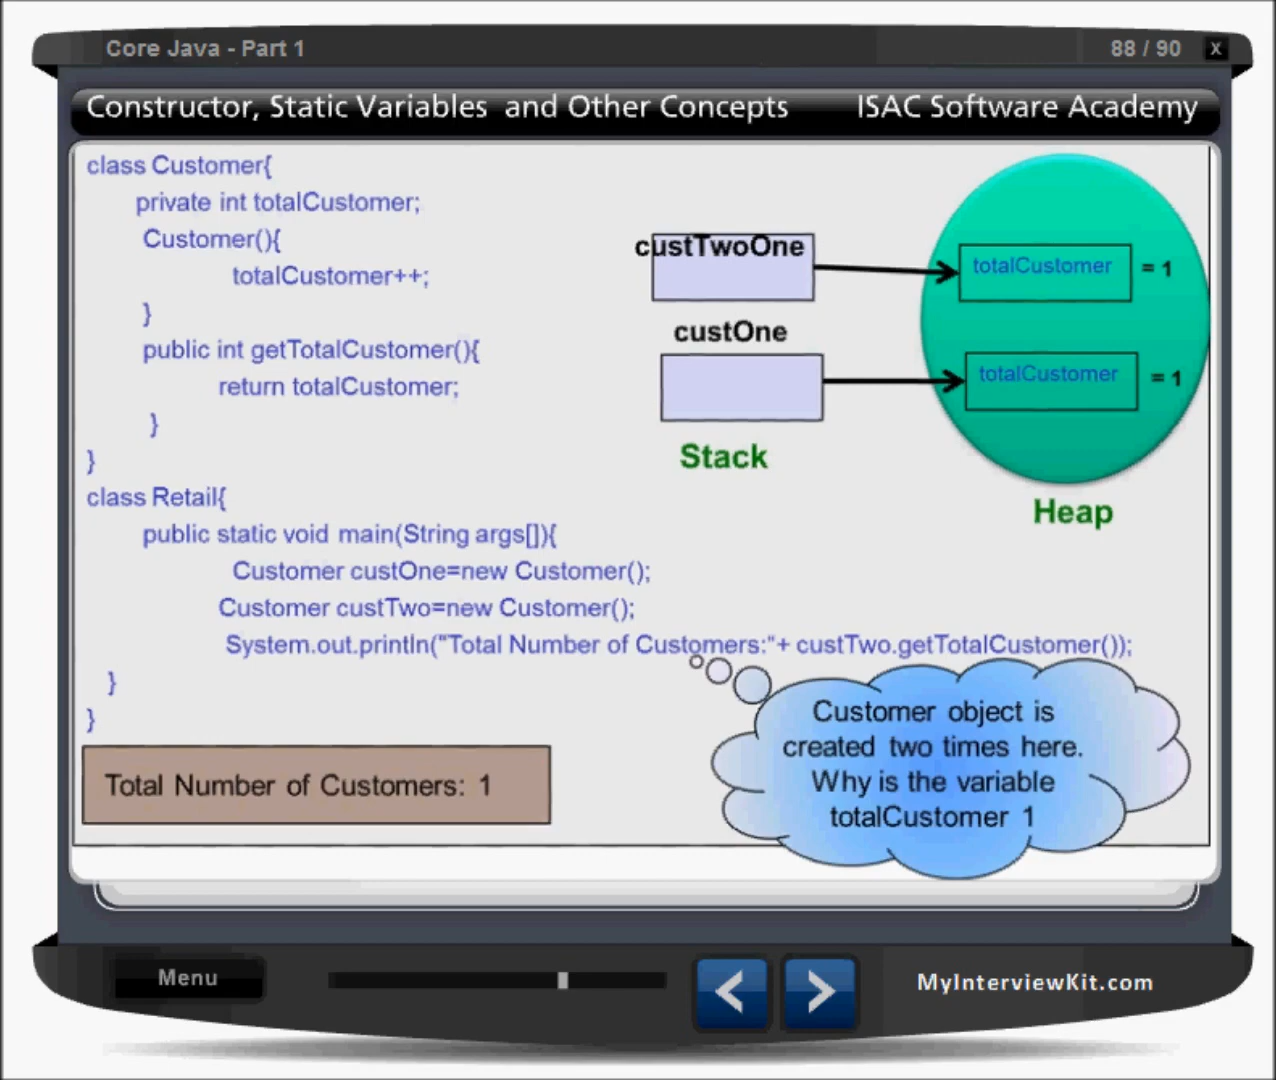 Core Java - Part 1
88 / 90
X
Constructor, Static Variables and Other Concepts
ISAC Software Academy
class Customer{
private int totalCustomer;
Customer(){
totalCustomer++;
}
public int getTotalCustomer(){
return totalCustomer;
}
}
class Retail{
public static void main(String args[]){
Customer custOne=new Customer();
Customer custTwo=new Customer();
System.out.println("Total Number of Customers:"+ custTwo.getTotalCustomer());
}
}
custTwoOne
totalCustomer
= 1
custOne
totalCustomer
= 1
Stack
Heap
Customer object is
created two times here.
Why is the variable
totalCustomer 1
Total Number of Customers: 1
Menu
<
>
MyInterviewKit.com